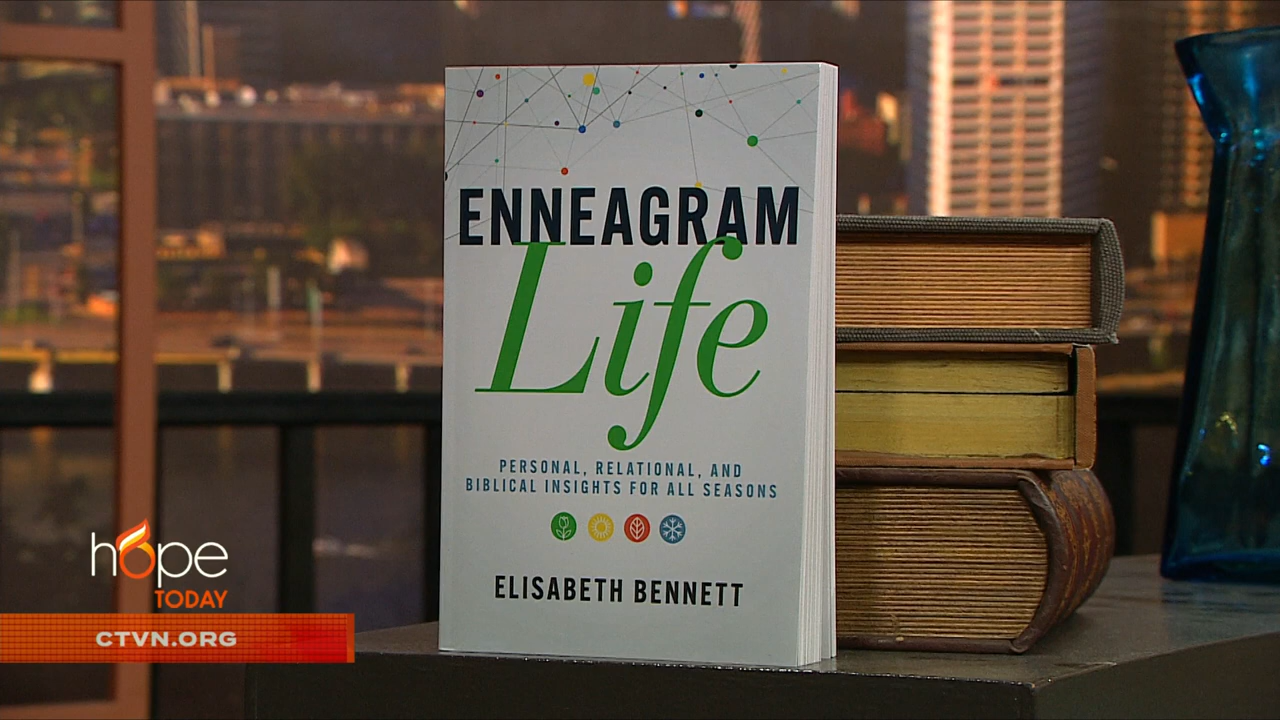 ENNEAGRAM
Life
PERSONAL, RELATIONAL, AND
BIBLICAL INSIGHTS FOR ALL SEASONS
ELISABETH BENNETT
hope
TODAY
CTVN.ORG